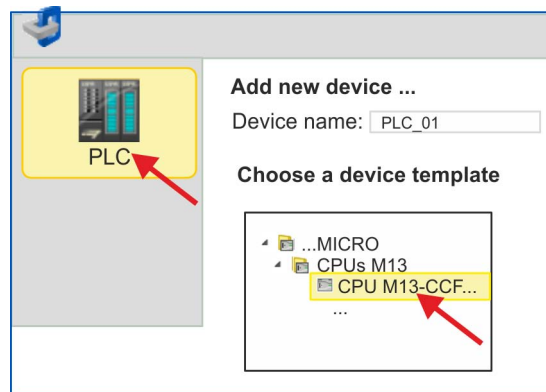 PLC
Add new device ...
Device name: PLC_01
Choose a device template
...MICRO
CPUs M13
CPU M13-CCF...
...